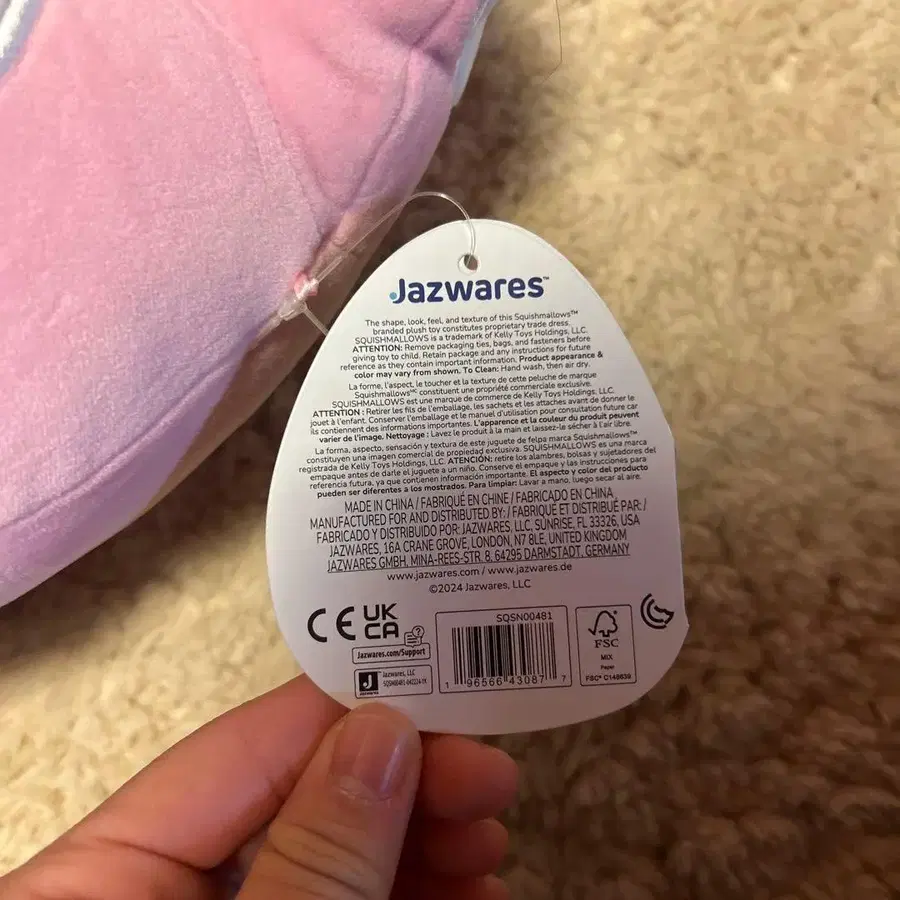 Jazwares™
The shape, look, feel, and texture of this Squishmallows™
branded plush toy constitutes proprietary trade dress.
SQUISHMALLOWS is a trademark of Kelly Toys Holdings, LLC.
ATTENTION: Remove packaging ties, bags, and fasteners before
giving toy to child. Retain package and any instructions for future
reference as they contain important information. Product appearance &
color may vary from shown. To Clean: Hand wash, then air dry.
La forme, l'aspect, le toucher et la texture de cette peluche de marque
Squishmallowsᴹᶜ constituent une propriété commerciale exclusive.
SQUISHMALLOWS est une marque de commerce de Kelly Toys Holdings, LLC.
ATTENTION : Retirer les fils de l'emballage, les sachets et les attaches avant de donner le
jouet à l'enfant. Conserver l'emballage et le manuel d'utilisation pour consultation future car
ils contiennent des informations importantes. L'apparence et la couleur du produit peuvent
varier de l'image. Nettoyage : Lavez le produit à la main et laissez-le sécher à l'air libre.
La forma, aspecto, sensación y textura de este juguete de felpa marca Squishmallows™
constituyen una imagen comercial de propiedad exclusiva. SQUISHMALLOWS es una marca
registrada de Kelly Toys Holdings, LLC. ATENCIÓN: retire los alambres, bolsas y sujetadores del
empaque antes de darle el juguete a un niño. Conserve el empaque y las instrucciones para
referencia futura, ya que contienen información importante. El aspecto y color del producto
pueden ser diferentes a los mostrados. Para limpiar: Lavar a mano, luego secar al aire.
MADE IN CHINA / FABRIQUÉ EN CHINE / FABRICADO EN CHINA
MANUFACTURED FOR AND DISTRIBUTED BY: / FABRIQUÉ ET DISTRIBUÉ PAR: /
FABRICADO Y DISTRIBUIDO POR: JAZWARES, LLC. SUNRISE, FL 33326, USA
JAZWARES, 16A CRANE GROVE, LONDON, N7 8LE, UNITED KINGDOM
JAZWARES GMBH, MINA-REES-STR. 8, 64295 DARMSTADT, GERMANY
www.jazwares.com / www.jazwares.de
©2024 Jazwares, LLC
CE UK
CA
Jazwares.com/Support
Jazwares, LLC
SQSN00481-042224-YX
JAZWARES
SQSN00481
1 96566 43087 7
FSC
MIX
Paper
FSC® C148639